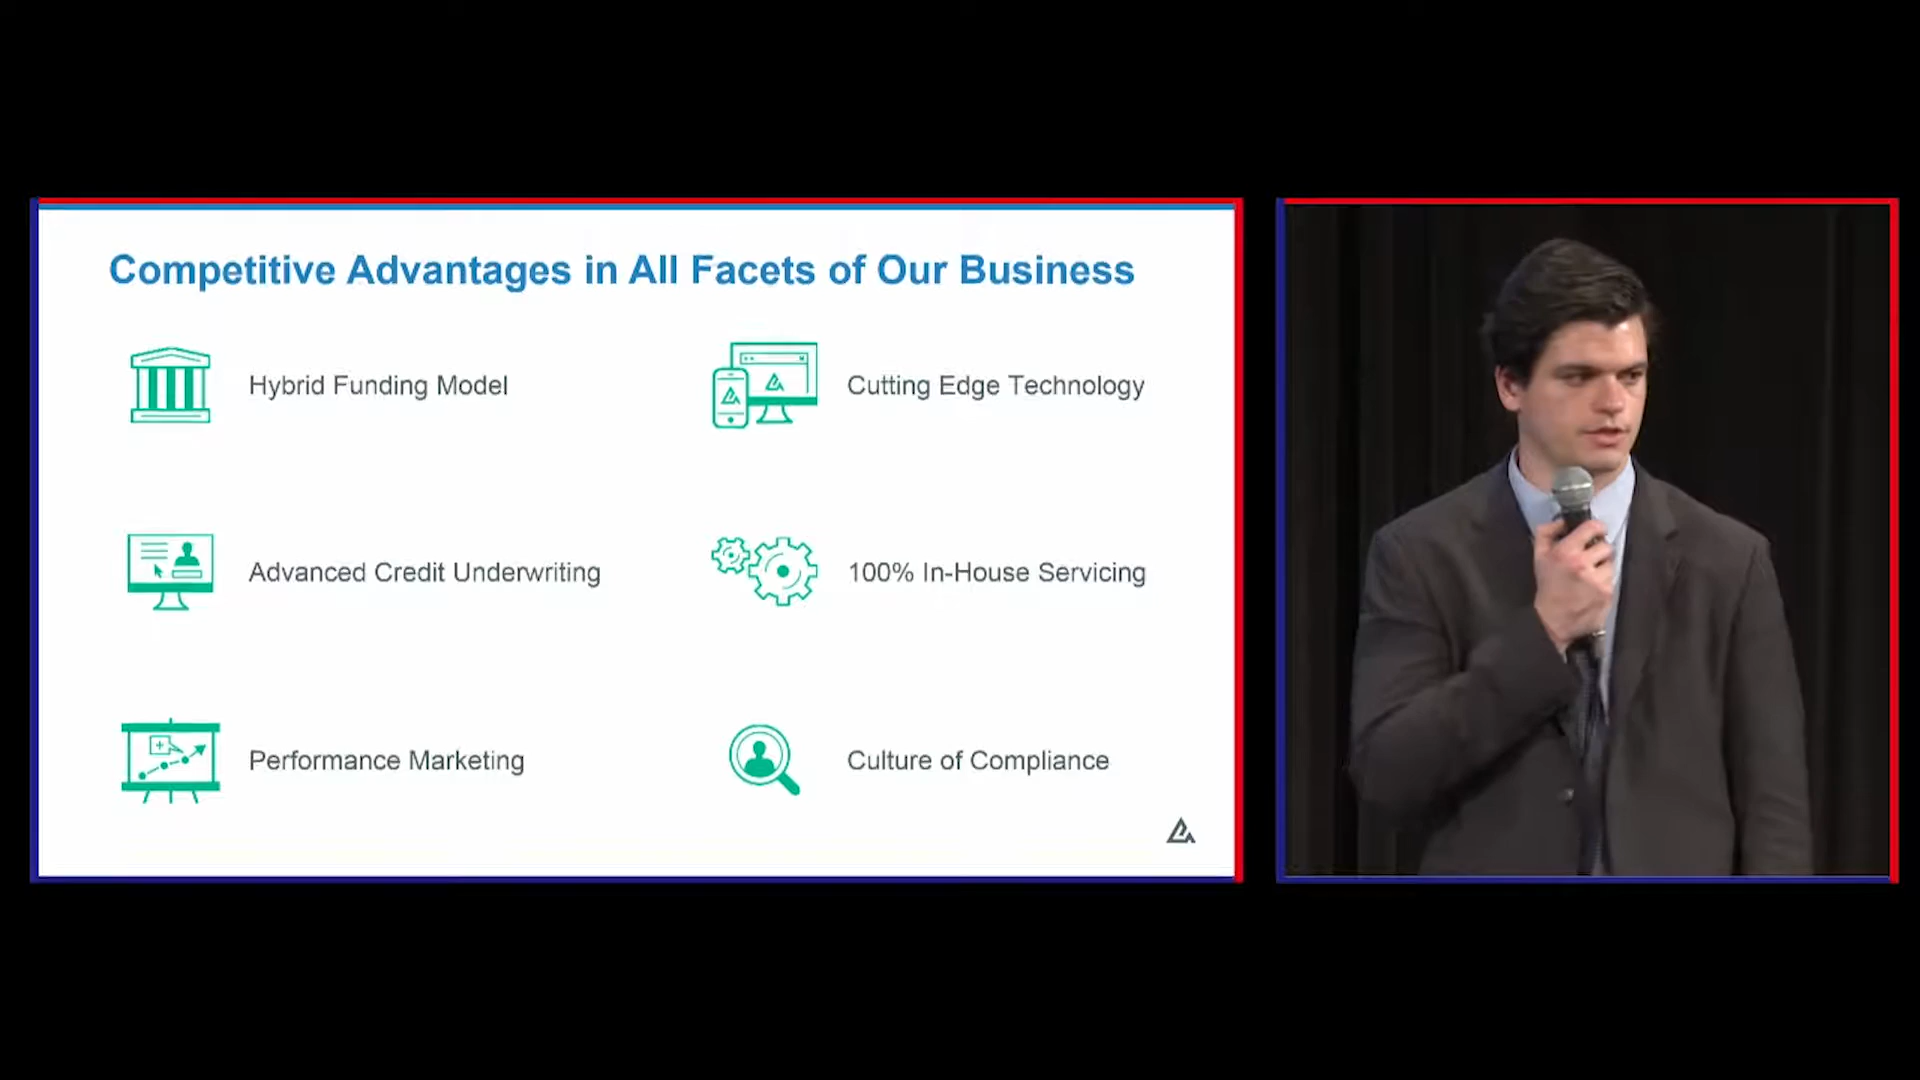 Competitive Advantages in All Facets of Our Business
Hybrid Funding Model
Cutting Edge Technology
Advanced Credit Underwriting
100% In-House Servicing
Performance Marketing
Culture of Compliance